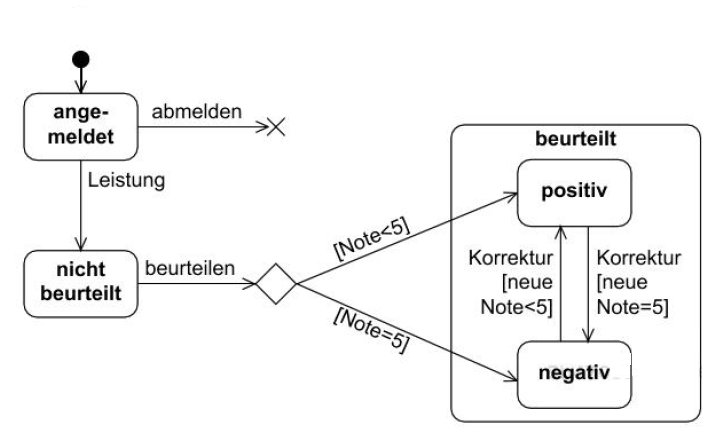 ange-
meldet
abmelden
Leistung
nicht
beurteilt
beurteilen
[Note<5]
[Note=5]
beurteilt
positiv
Korrektur
[neue
Note<5]
Korrektur
[neue
Note=5]
negativ